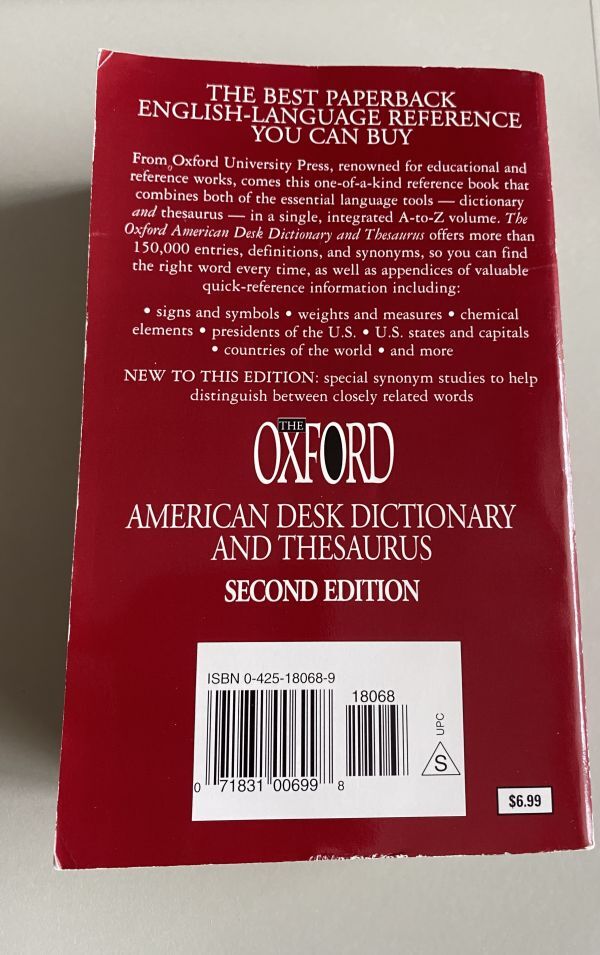 THE BEST PAPERBACK
ENGLISH-LANGUAGE REFERENCE
YOU CAN BUY
From Oxford University Press, renowned for educational and
reference works, comes this one-of-a-kind reference book that
combines both of the essential language tools — dictionary
and thesaurus — in a single, integrated A-to-Z volume. The
Oxford American Desk Dictionary and Thesaurus offers more than
150,000 entries, definitions, and synonyms, so you can find
the right word every time, as well as appendices of valuable
quick-reference information including:
• signs and symbols • weights and measures • chemical
elements • presidents of the U.S. • U.S. states and capitals
• countries of the world • and more
NEW TO THIS EDITION: special synonym studies to help
distinguish between closely related words
THE
OXFORD
AMERICAN DESK DICTIONARY
AND THESAURUS
SECOND EDITION
ISBN 0-425-18068-9
18068
UPC
S
0 71831 00699 8
$6.99